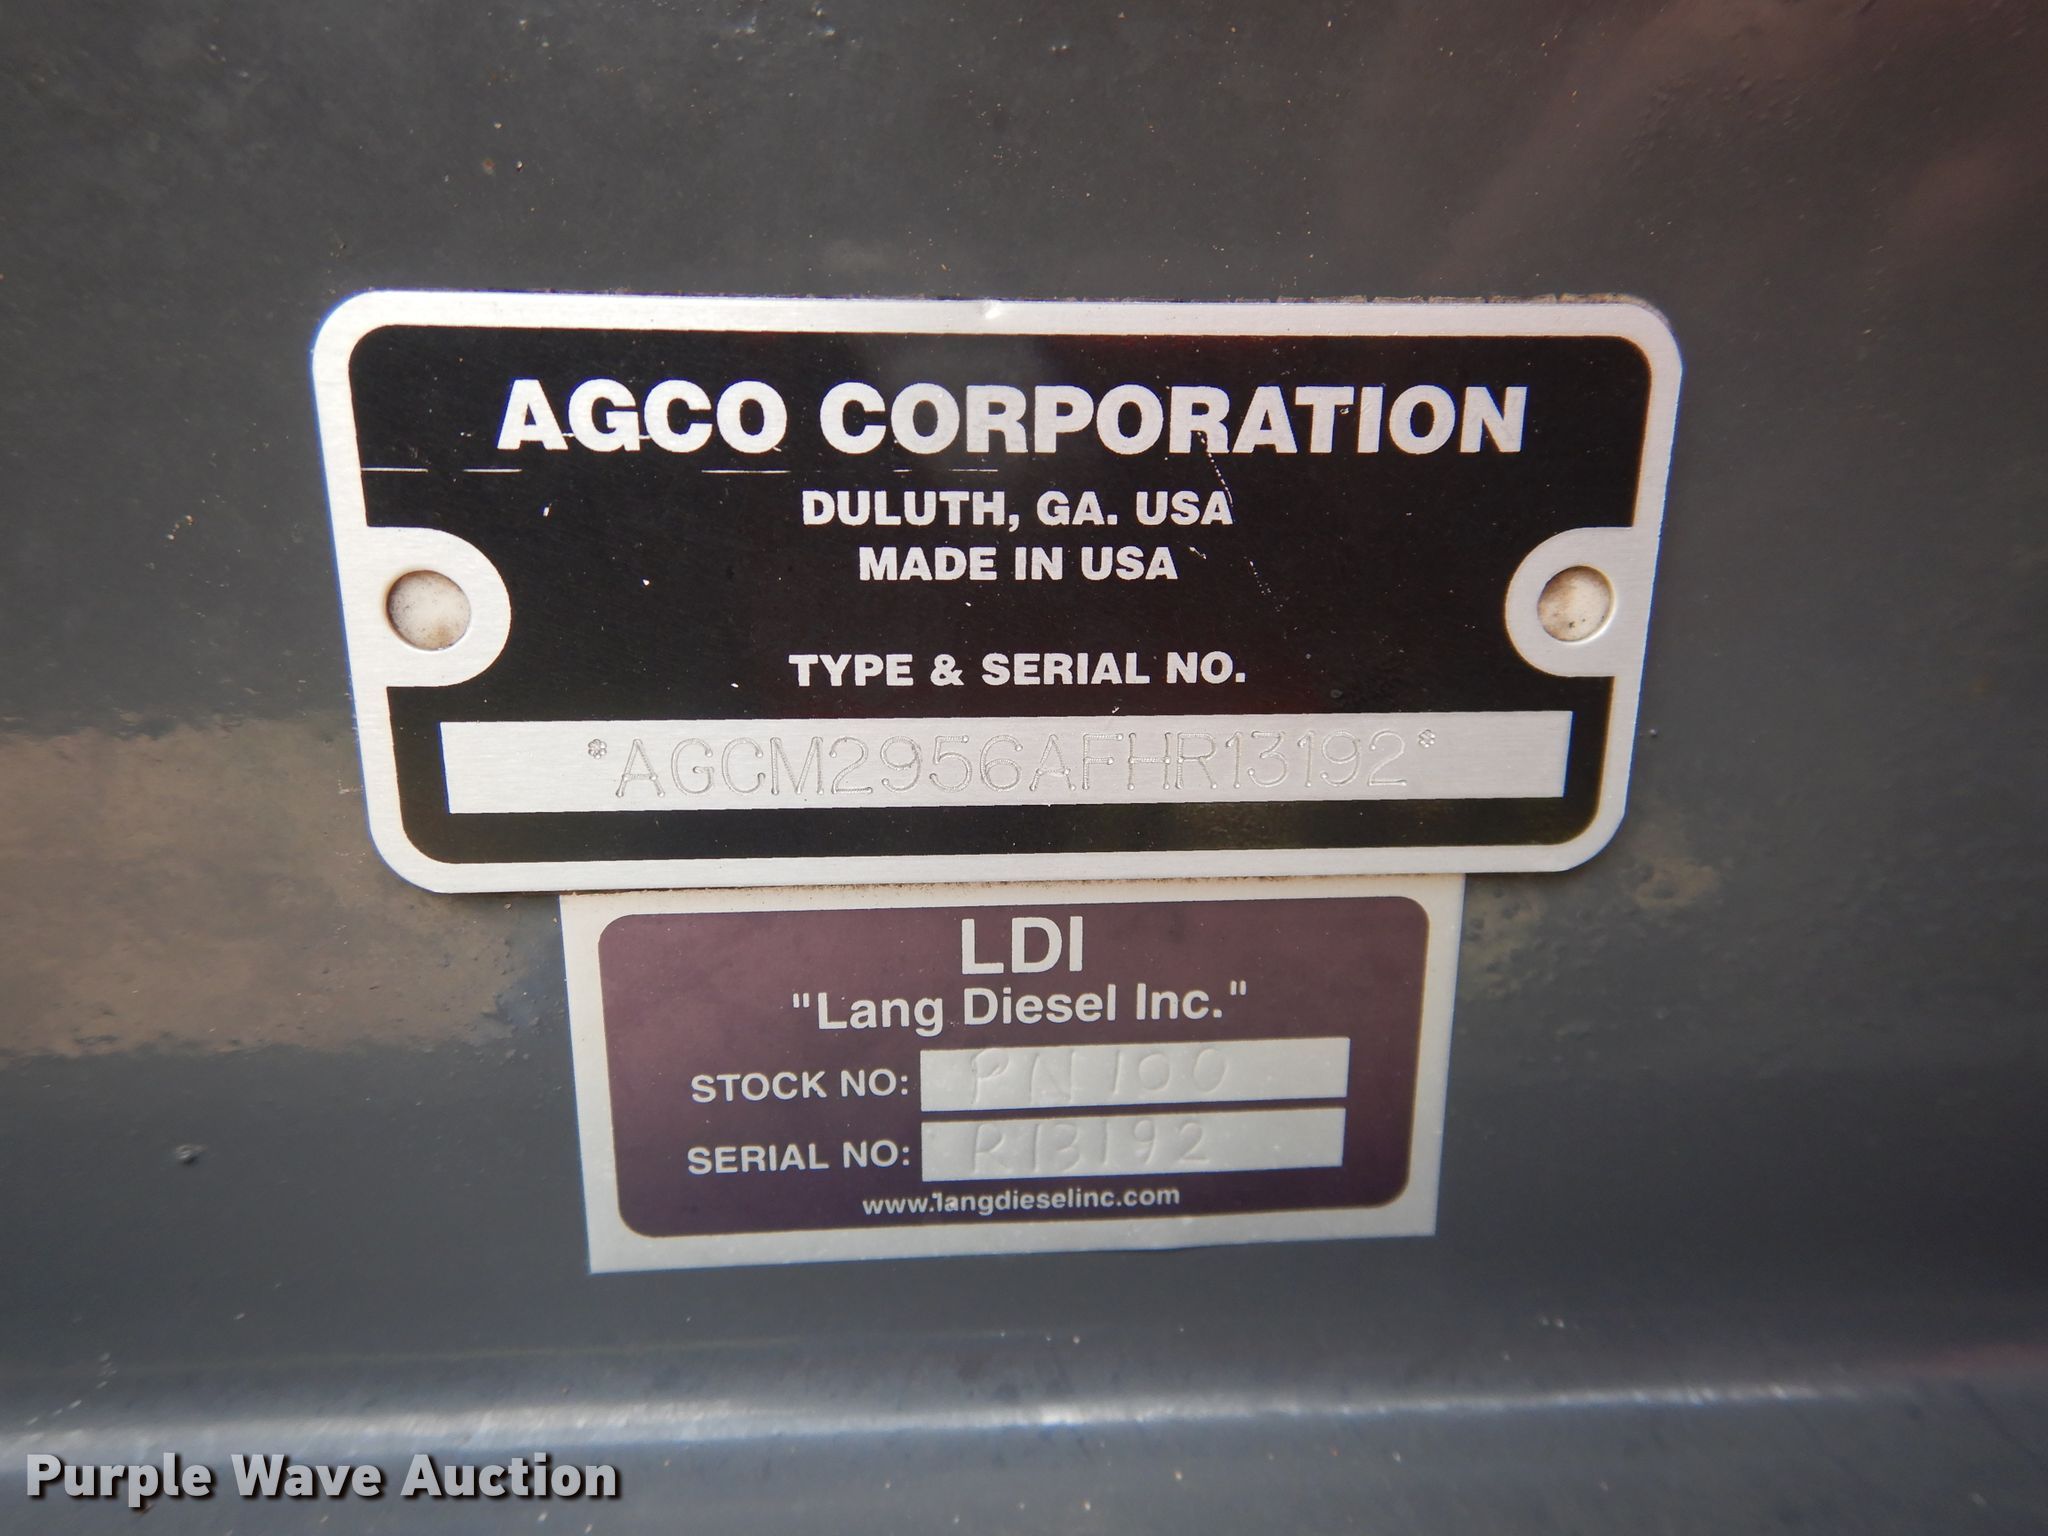 AGCO CORPORATION
DULUTH, GA. USA
MADE IN USA
TYPE & SERIAL NO.
*AGCM2956AFHR13192*
LDI
"Lang Diesel Inc."
STOCK NO: PN100
SERIAL NO: R13192
www.langdieselinc.com
Purple Wave Auction